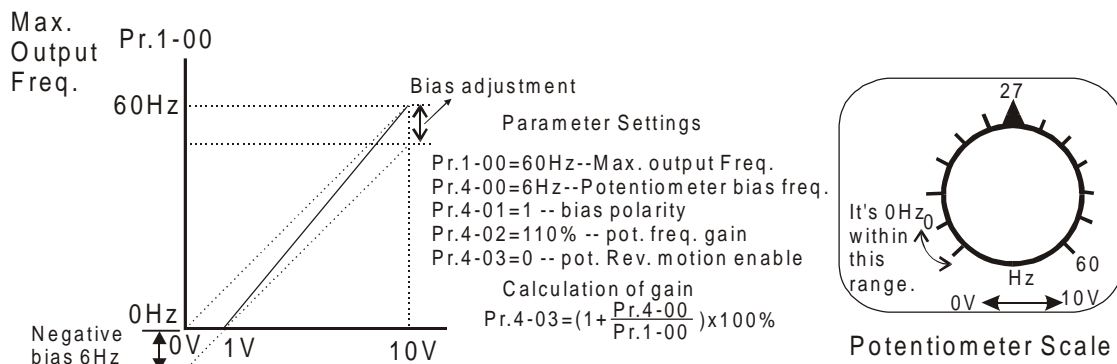 Max.
Output
Freq.
Pr.1-00
60Hz
0Hz
Negative
bias 6Hz
0V
1V
10V
Bias adjustment
Parameter Settings
Pr.1-00=60Hz--Max. output Freq.
Pr.4-00=6Hz--Potentiometer bias freq.
Pr.4-01=1 -- bias polarity
Pr.4-02=110% -- pot. freq. gain
Pr.4-03=0 -- pot. Rev. motion enable
Calculation of gain
Pr.4-03=(1+ Pr.4-00 / Pr.1-00 )x100%
27
It's 0Hz
within
this
range.
0
60
Hz
0V
10V
Potentiometer Scale